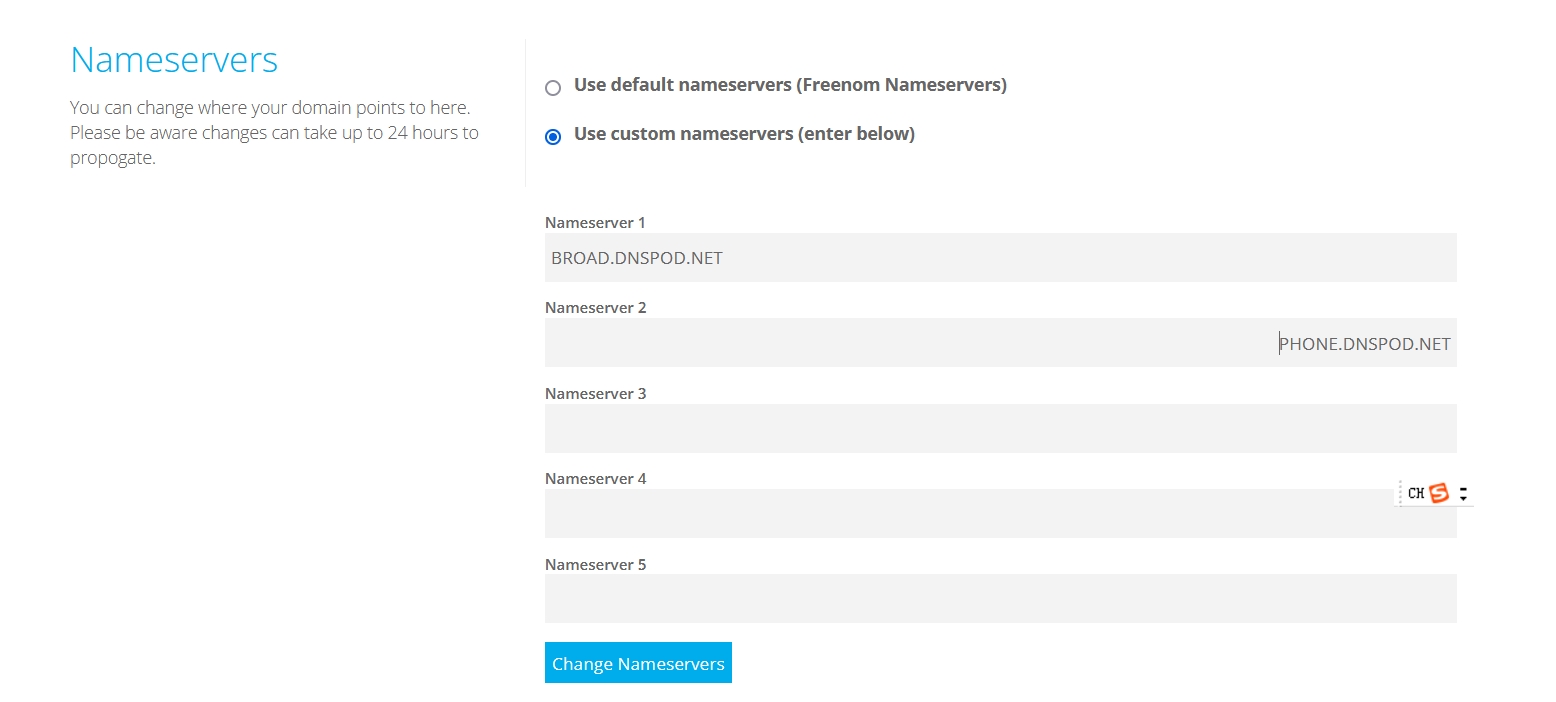 Nameservers
You can change where your domain points to here.
Please be aware changes can take up to 24 hours to
propogate.
Use default nameservers (Freenom Nameservers)
Use custom nameservers (enter below)
Nameserver 1
BROAD.DNSPOD.NET
Nameserver 2
PHONE.DNSPOD.NET
Nameserver 3
Nameserver 4
CH S
Nameserver 5
Change Nameservers